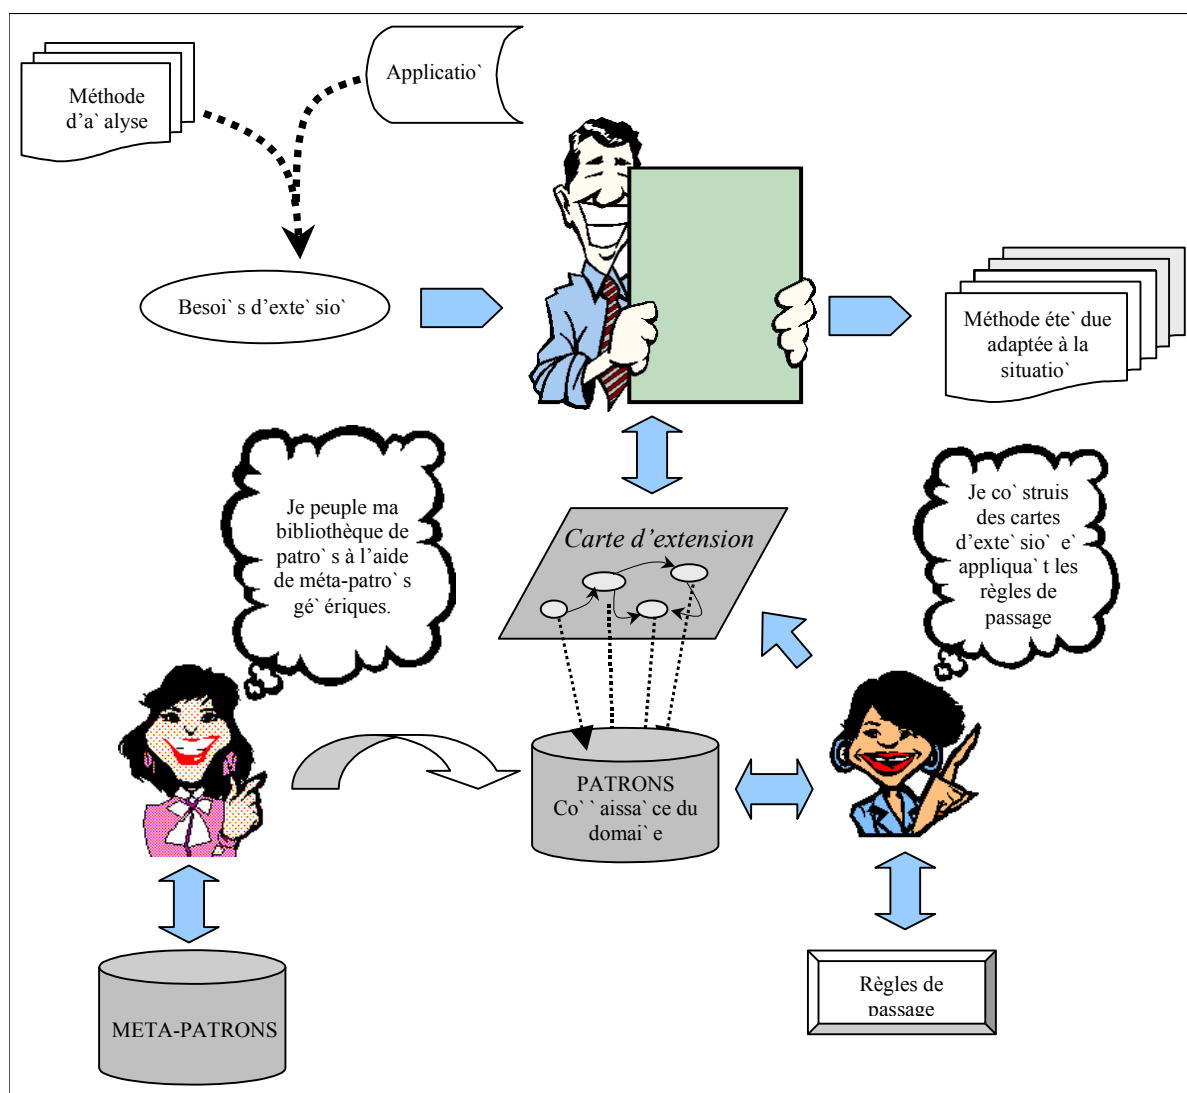 Méthode
d'a` alyse
Applicatio`
Besoi` s d'exte` sio`
Méthode éte` due
adaptée à la
situatio`
Je peuple ma
bibliothèque de
patro` s à l'aide
de méta-patro` s
gé` ériques.
Carte d'extension
Je co` struis
des cartes
d'exte` sio` e`
appliqua` t les
règles de
passage
PATRONS
Co` ` aissa` ce du
domai` e
META-PATRONS
Règles de
passage